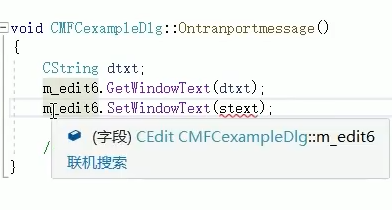 void CMFCexampleDlg::Ontranportmessage()
{
CString dtxt;
m_edit6.GetWindowText(dtxt);
m_edit6.SetWindowText(stext);
(字段) CEdit CMFCexampleDlg::m_edit6
/
联机搜索
}